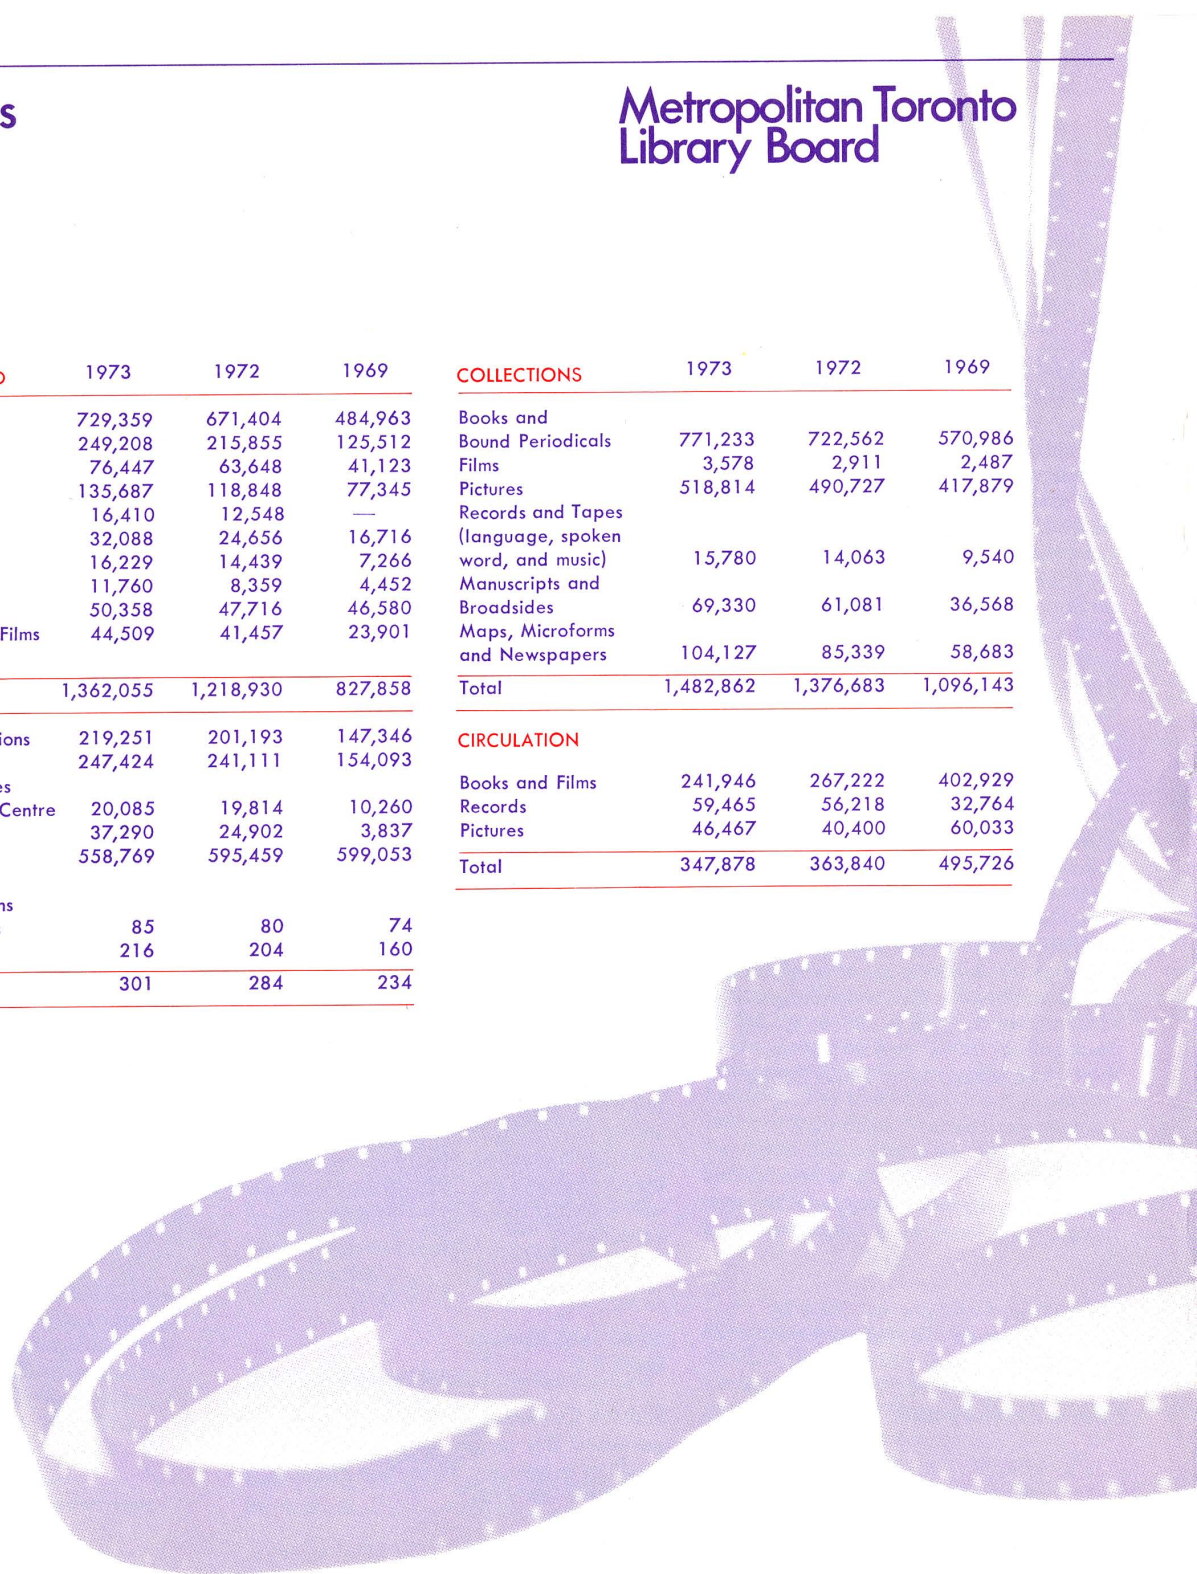 s
Metropolitan Toronto
Library Board
1973 1972 1969
729,359 671,404 484,963
249,208 215,855 125,512
76,447 63,648 41,123
135,687 118,848 77,345
16,410 12,548 —
32,088 24,656 16,716
16,229 14,439 7,266
11,760 8,359 4,452
50,358 47,716 46,580
Films 44,509 41,457 23,901
1,362,055 1,218,930 827,858
ions 219,251 201,193 147,346
247,424 241,111 154,093
es
Centre 20,085 19,814 10,260
37,290 24,902 3,837
558,769 595,459 599,053
ns
85 80 74
216 204 160
301 284 234
COLLECTIONS 1973 1972 1969
Books and
Bound Periodicals 771,233 722,562 570,986
Films 3,578 2,911 2,487
Pictures 518,814 490,727 417,879
Records and Tapes
(language, spoken
word, and music) 15,780 14,063 9,540
Manuscripts and
Broadsides 69,330 61,081 36,568
Maps, Microforms
and Newspapers 104,127 85,339 58,683
Total 1,482,862 1,376,683 1,096,143
CIRCULATION
Books and Films 241,946 267,222 402,929
Records 59,465 56,218 32,764
Pictures 46,467 40,400 60,033
Total 347,878 363,840 495,726